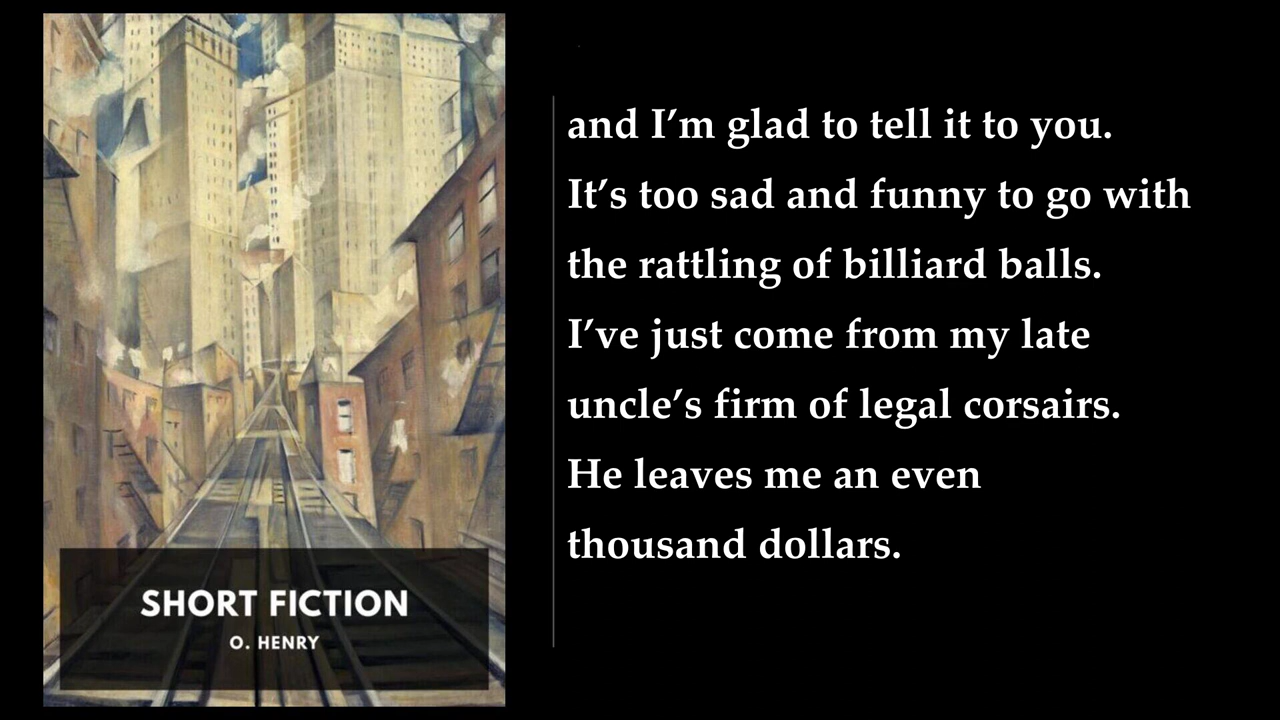 and I’m glad to tell it to you.
It’s too sad and funny to go with
the rattling of billiard balls.
I’ve just come from my late
uncle’s firm of legal corsairs.
He leaves me an even
thousand dollars.
SHORT FICTION
O. HENRY